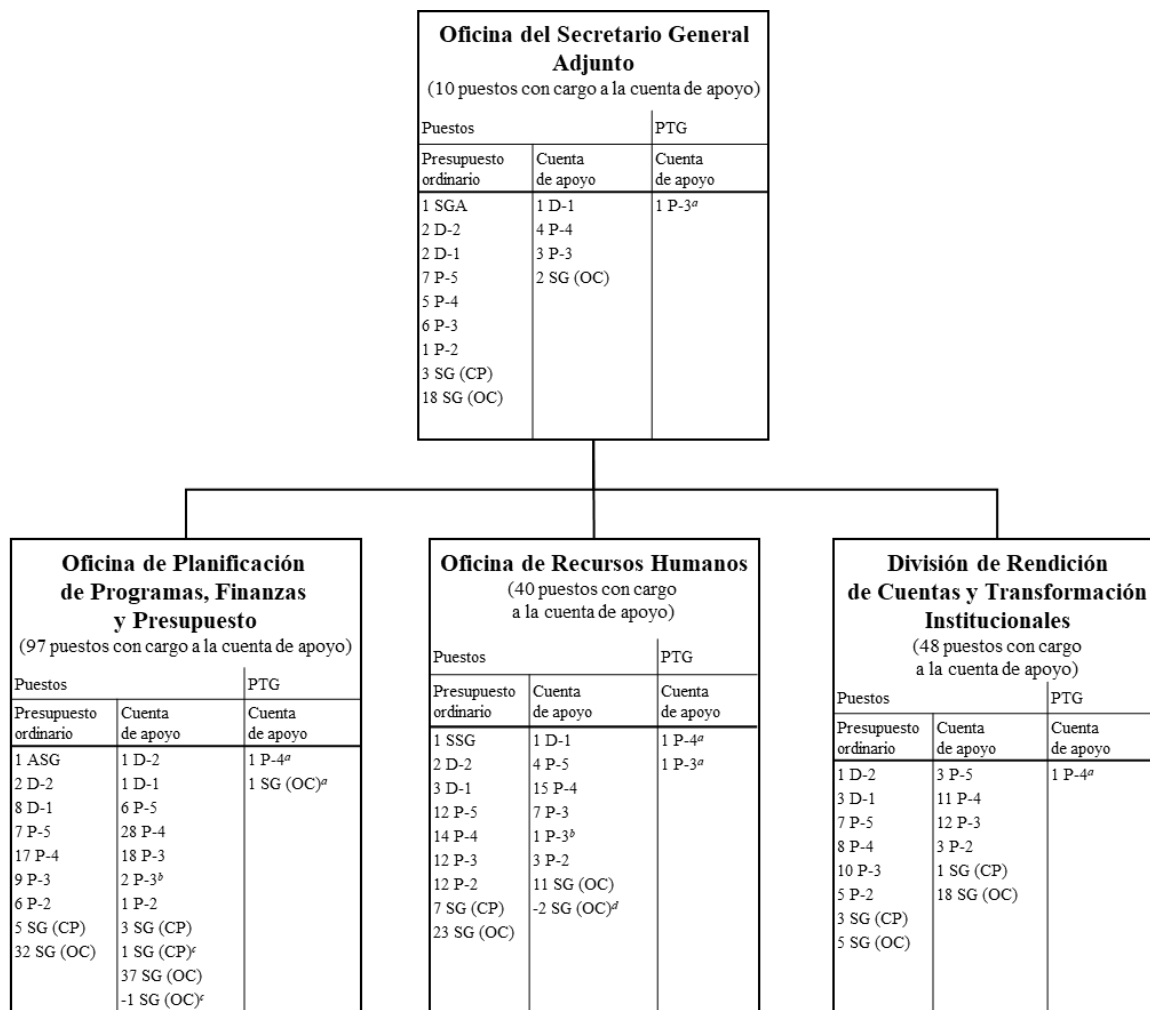 Oficina del Secretario General
Adjunto
(10 puestos con cargo a la cuenta de apoyo)
Puestos PTG
Presupuesto ordinario Cuenta de apoyo Cuenta de apoyo
1 SGA 1 D-1 1 P-3ᵃ
2 D-2 4 P-4
2 D-1 3 P-3
7 P-5 2 SG (OC)
5 P-4
6 P-3
1 P-2
3 SG (CP)
18 SG (OC)
Oficina de Planificación
de Programas, Finanzas
y Presupuesto
(97 puestos con cargo a la cuenta de apoyo)
Puestos PTG
Presupuesto ordinario Cuenta de apoyo Cuenta de apoyo
1 ASG 1 D-2 1 P-4ᵃ
2 D-2 1 D-1 1 SG (OC)ᵃ
8 D-1 6 P-5
7 P-5 28 P-4
17 P-4 18 P-3
9 P-3 2 P-3ᵇ
6 P-2 1 P-2
5 SG (CP) 3 SG (CP)
32 SG (OC) 1 SG (CP)ᶜ
37 SG (OC)
-1 SG (OC)ᶜ
Oficina de Recursos Humanos
(40 puestos con cargo
a la cuenta de apoyo)
Puestos PTG
Presupuesto ordinario Cuenta de apoyo Cuenta de apoyo
1 SSG 1 D-1 1 P-4ᵃ
2 D-2 4 P-5 1 P-3ᵃ
3 D-1 15 P-4
12 P-5 7 P-3
14 P-4 1 P-3ᵇ
12 P-3 3 P-2
12 P-2 11 SG (OC)
7 SG (CP) -2 SG (OC)ᵈ
23 SG (OC)
División de Rendición
de Cuentas y Transformación
Institucionales
(48 puestos con cargo
a la cuenta de apoyo)
Puestos PTG
Presupuesto ordinario Cuenta de apoyo Cuenta de apoyo
1 D-2 3 P-5 1 P-4ᵃ
3 D-1 11 P-4
7 P-5 12 P-3
8 P-4 3 P-2
10 P-3 1 SG (CP)
5 P-2 18 SG (OC)
3 SG (CP)
5 SG (OC)